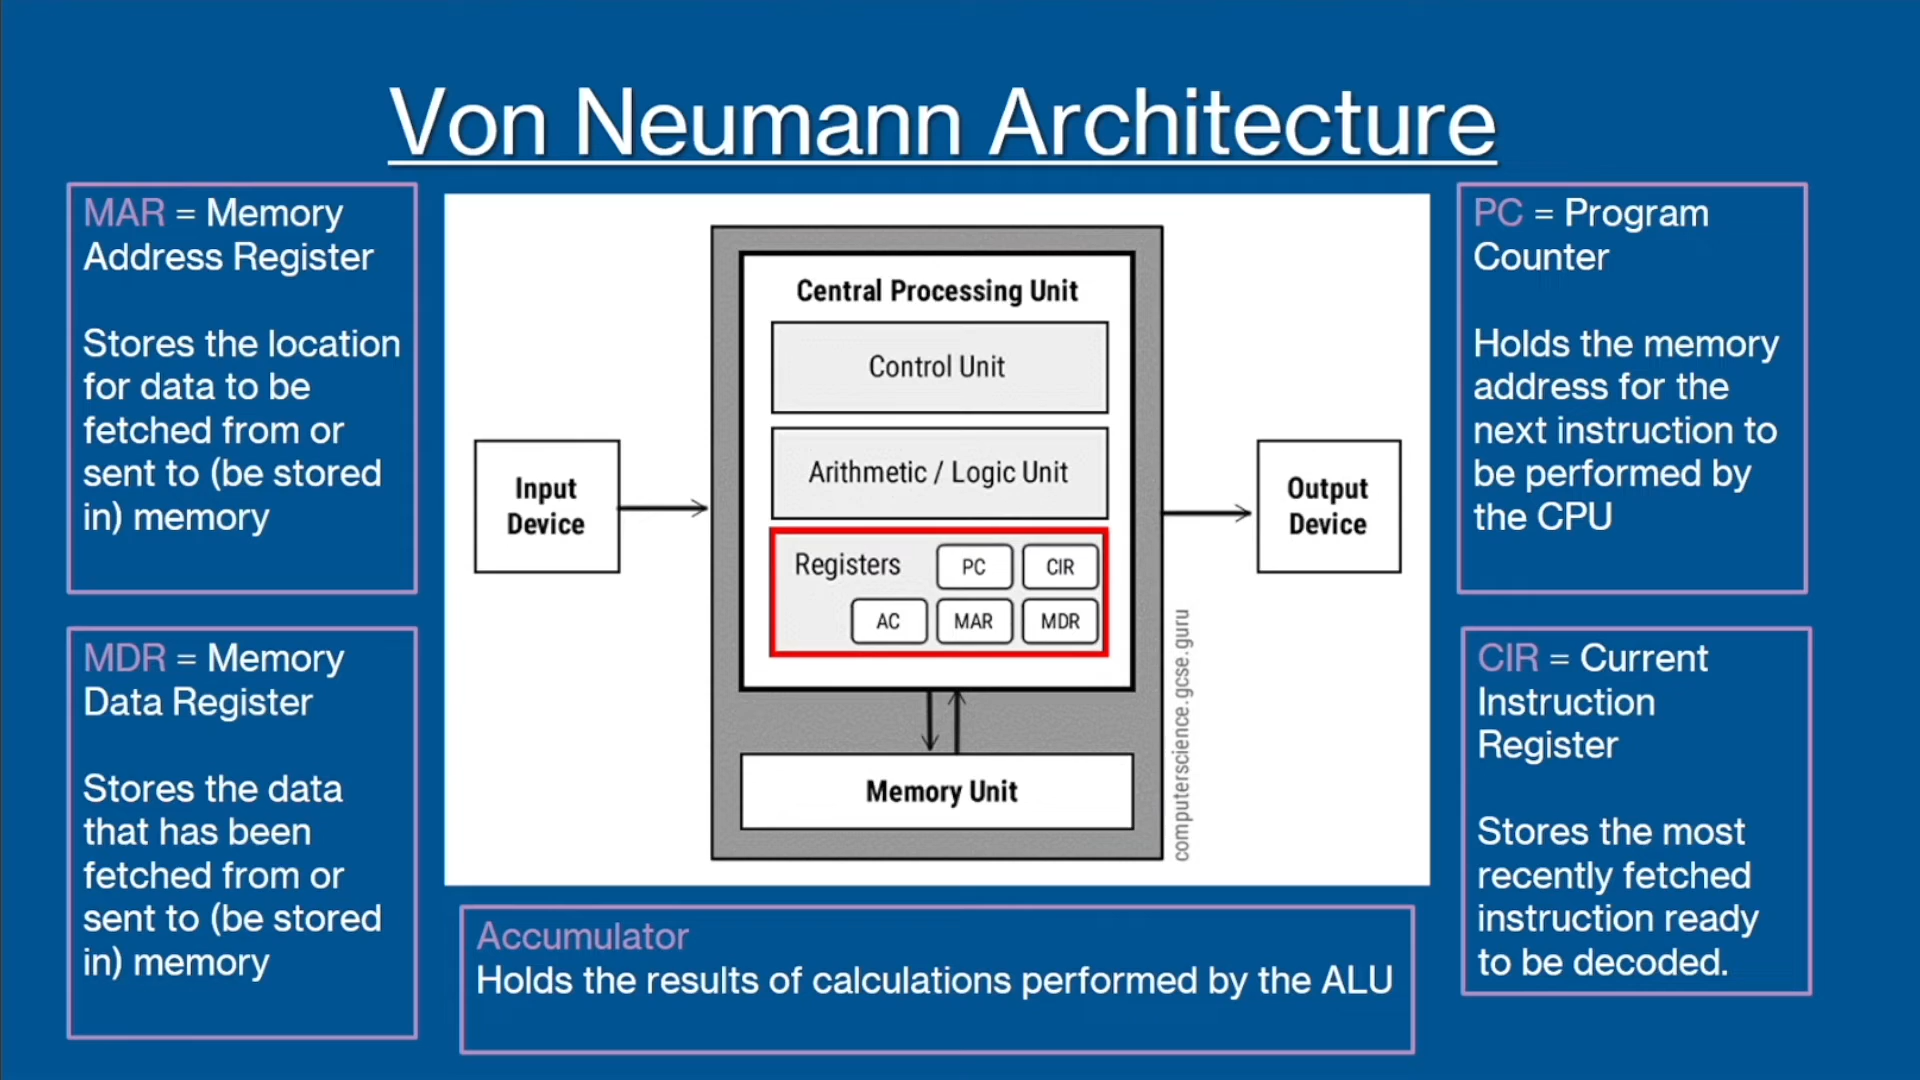 Von Neumann Architecture
MAR = Memory
Address Register
Stores the location
for data to be
fetched from or
sent to (be stored
in) memory
MDR = Memory
Data Register
Stores the data
that has been
fetched from or
sent to (be stored
in) memory
Input
Device
Central Processing Unit
Control Unit
Arithmetic / Logic Unit
Registers PC CIR
AC MAR MDR
Memory Unit
Output
Device
computerscience.gcse.guru
Accumulator
Holds the results of calculations performed by the ALU
PC = Program
Counter
Holds the memory
address for the
next instruction to
be performed by
the CPU
CIR = Current
Instruction
Register
Stores the most
recently fetched
instruction ready
to be decoded.